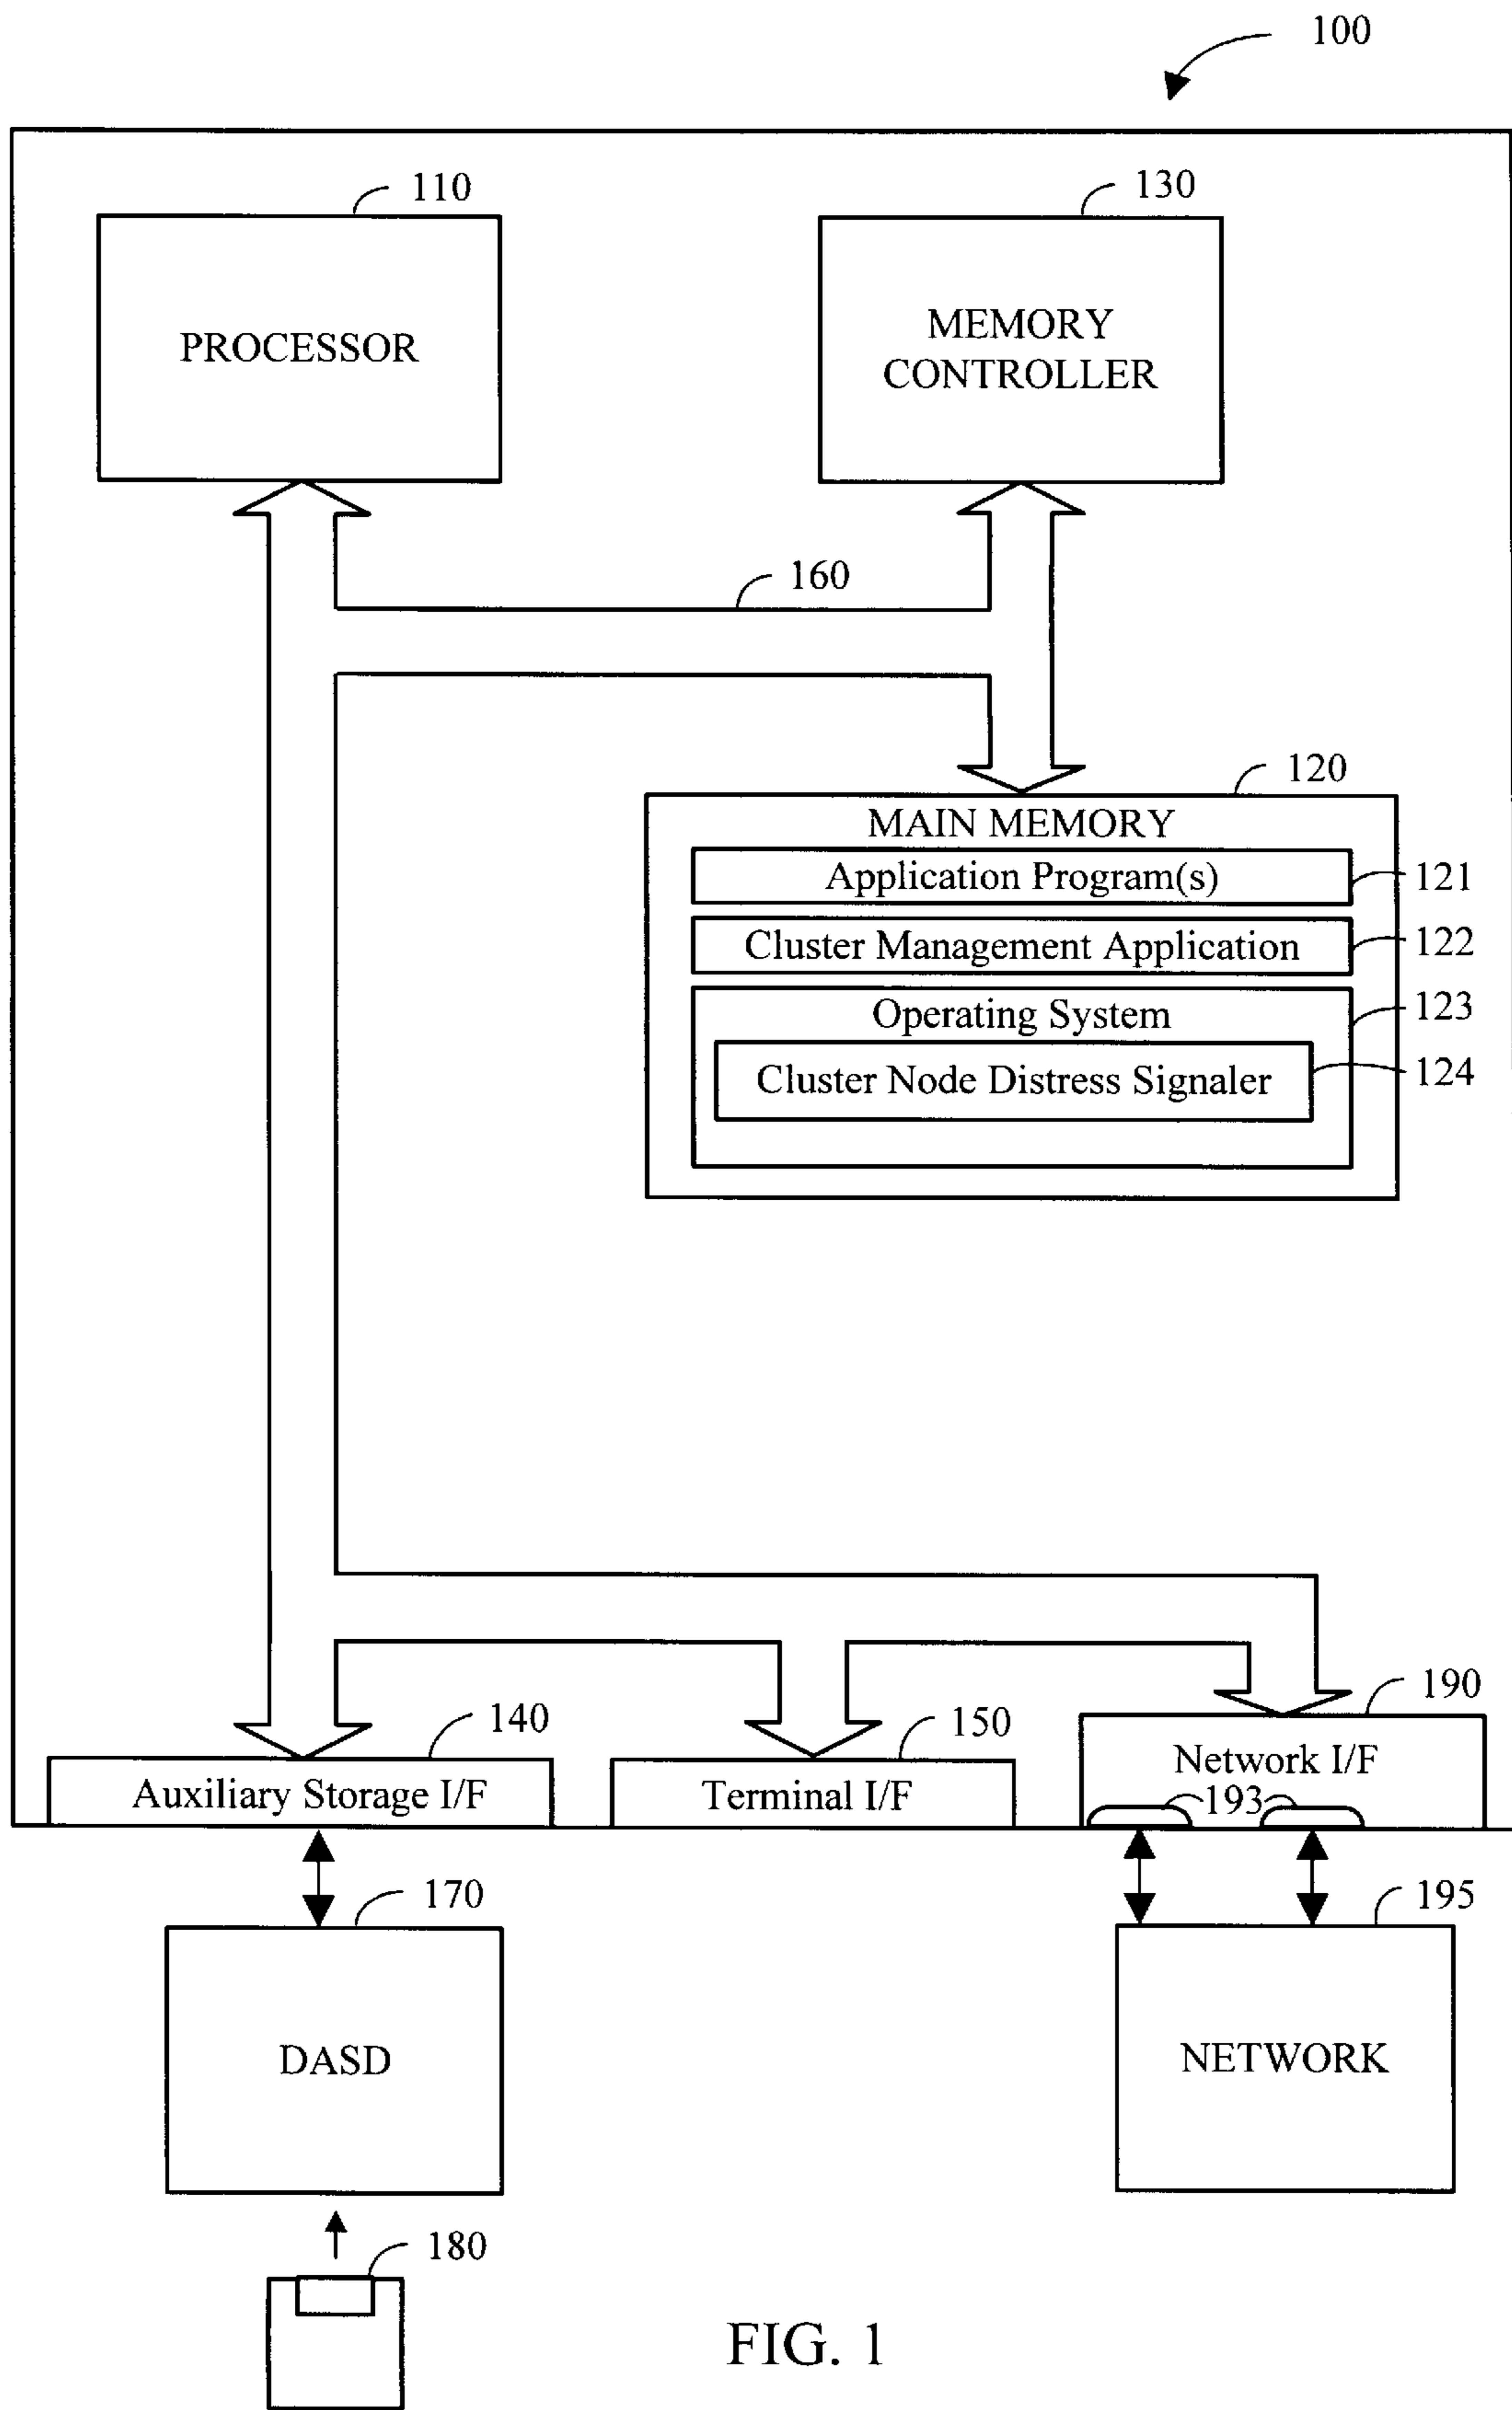 100
110
130
PROCESSOR
MEMORY
CONTROLLER
160
120
MAIN MEMORY
Application Program(s)
121
Cluster Management Application
122
Operating System
123
Cluster Node Distress Signaler
124
140
150
190
Auxiliary Storage I/F
Terminal I/F
Network I/F
193
170
195
DASD
NETWORK
180
FIG. 1